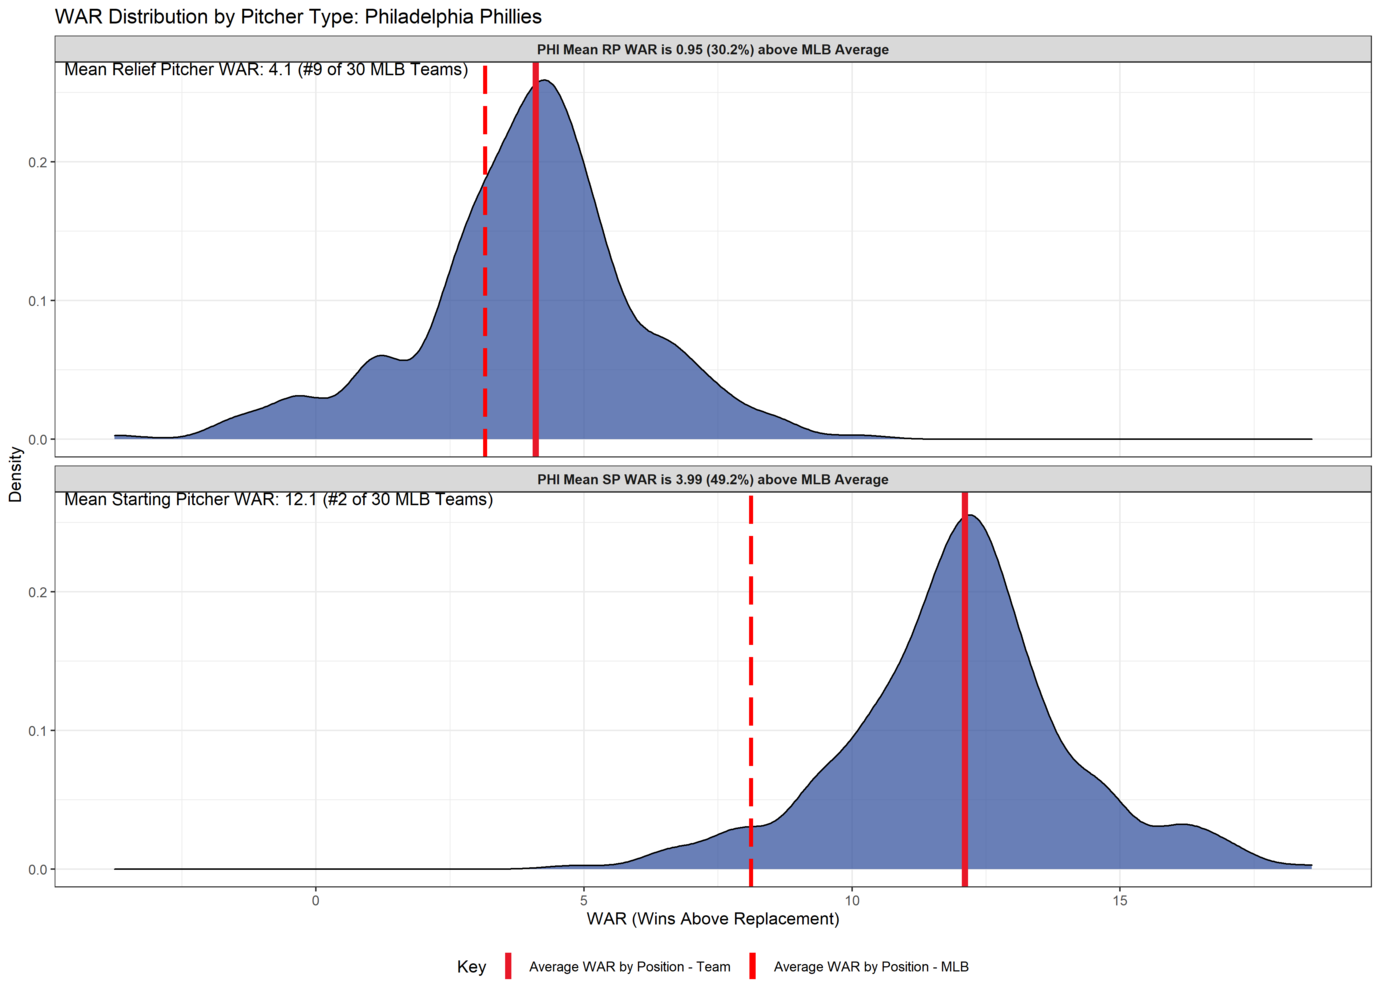 WAR Distribution by Pitcher Type: Philadelphia Phillies
PHI Mean RP WAR is 0.95 (30.2%) above MLB Average
Mean Relief Pitcher WAR: 4.1 (#9 of 30 MLB Teams)
0.2
0.1
0.0
Density
PHI Mean SP WAR is 3.99 (49.2%) above MLB Average
Mean Starting Pitcher WAR: 12.1 (#2 of 30 MLB Teams)
0.2
0.1
0.0
0 5 10 15
WAR (Wins Above Replacement)
Key Average WAR by Position - Team Average WAR by Position - MLB